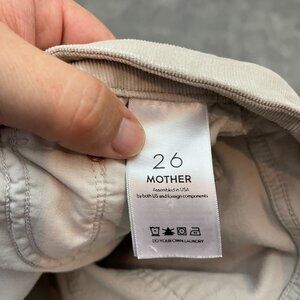 26
MOTHER
Assembled in USA
by both US and foreign components
DO YOUR OWN LAUNDRY